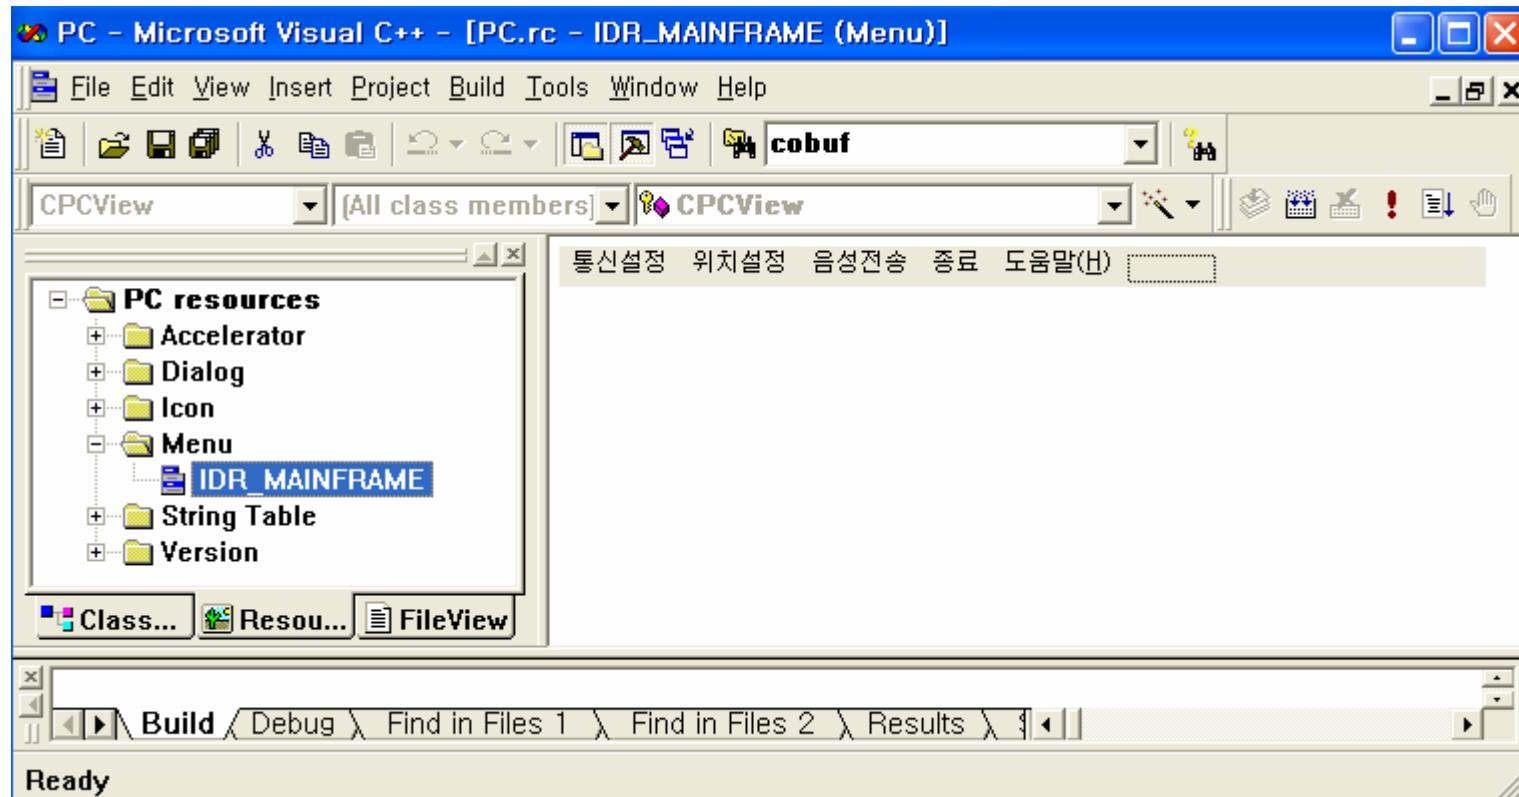 PC - Microsoft Visual C++ - [PC.rc - IDR_MAINFRAME (Menu)]
File Edit View Insert Project Build Tools Window Help
cobuf
CPCView [All class members] CPCView
통신설정 위치설정 음성전송 종료 도움말(H)
PC resources
Accelerator
Dialog
Icon
Menu
IDR_MAINFRAME
String Table
Version
Class... Resou... FileView
Build Debug Find in Files 1 Find in Files 2 Results
Ready